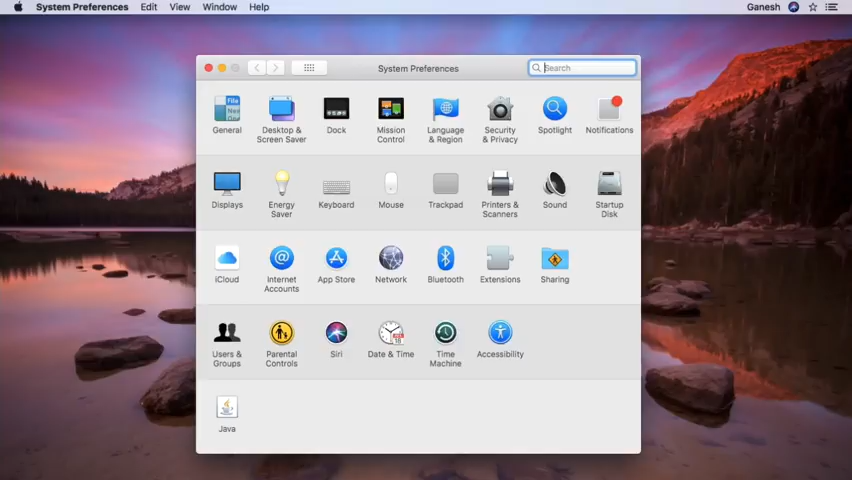 System Preferences Edit View Window Help Ganesh
System Preferences Search
General Desktop & Screen Saver Dock Mission Control Language & Region Security & Privacy Spotlight Notifications
Displays Energy Saver Keyboard Mouse Trackpad Printers & Scanners Sound Startup Disk
iCloud Internet Accounts App Store Network Bluetooth Extensions Sharing
Users & Groups Parental Controls Siri Date & Time Time Machine Accessibility
Java